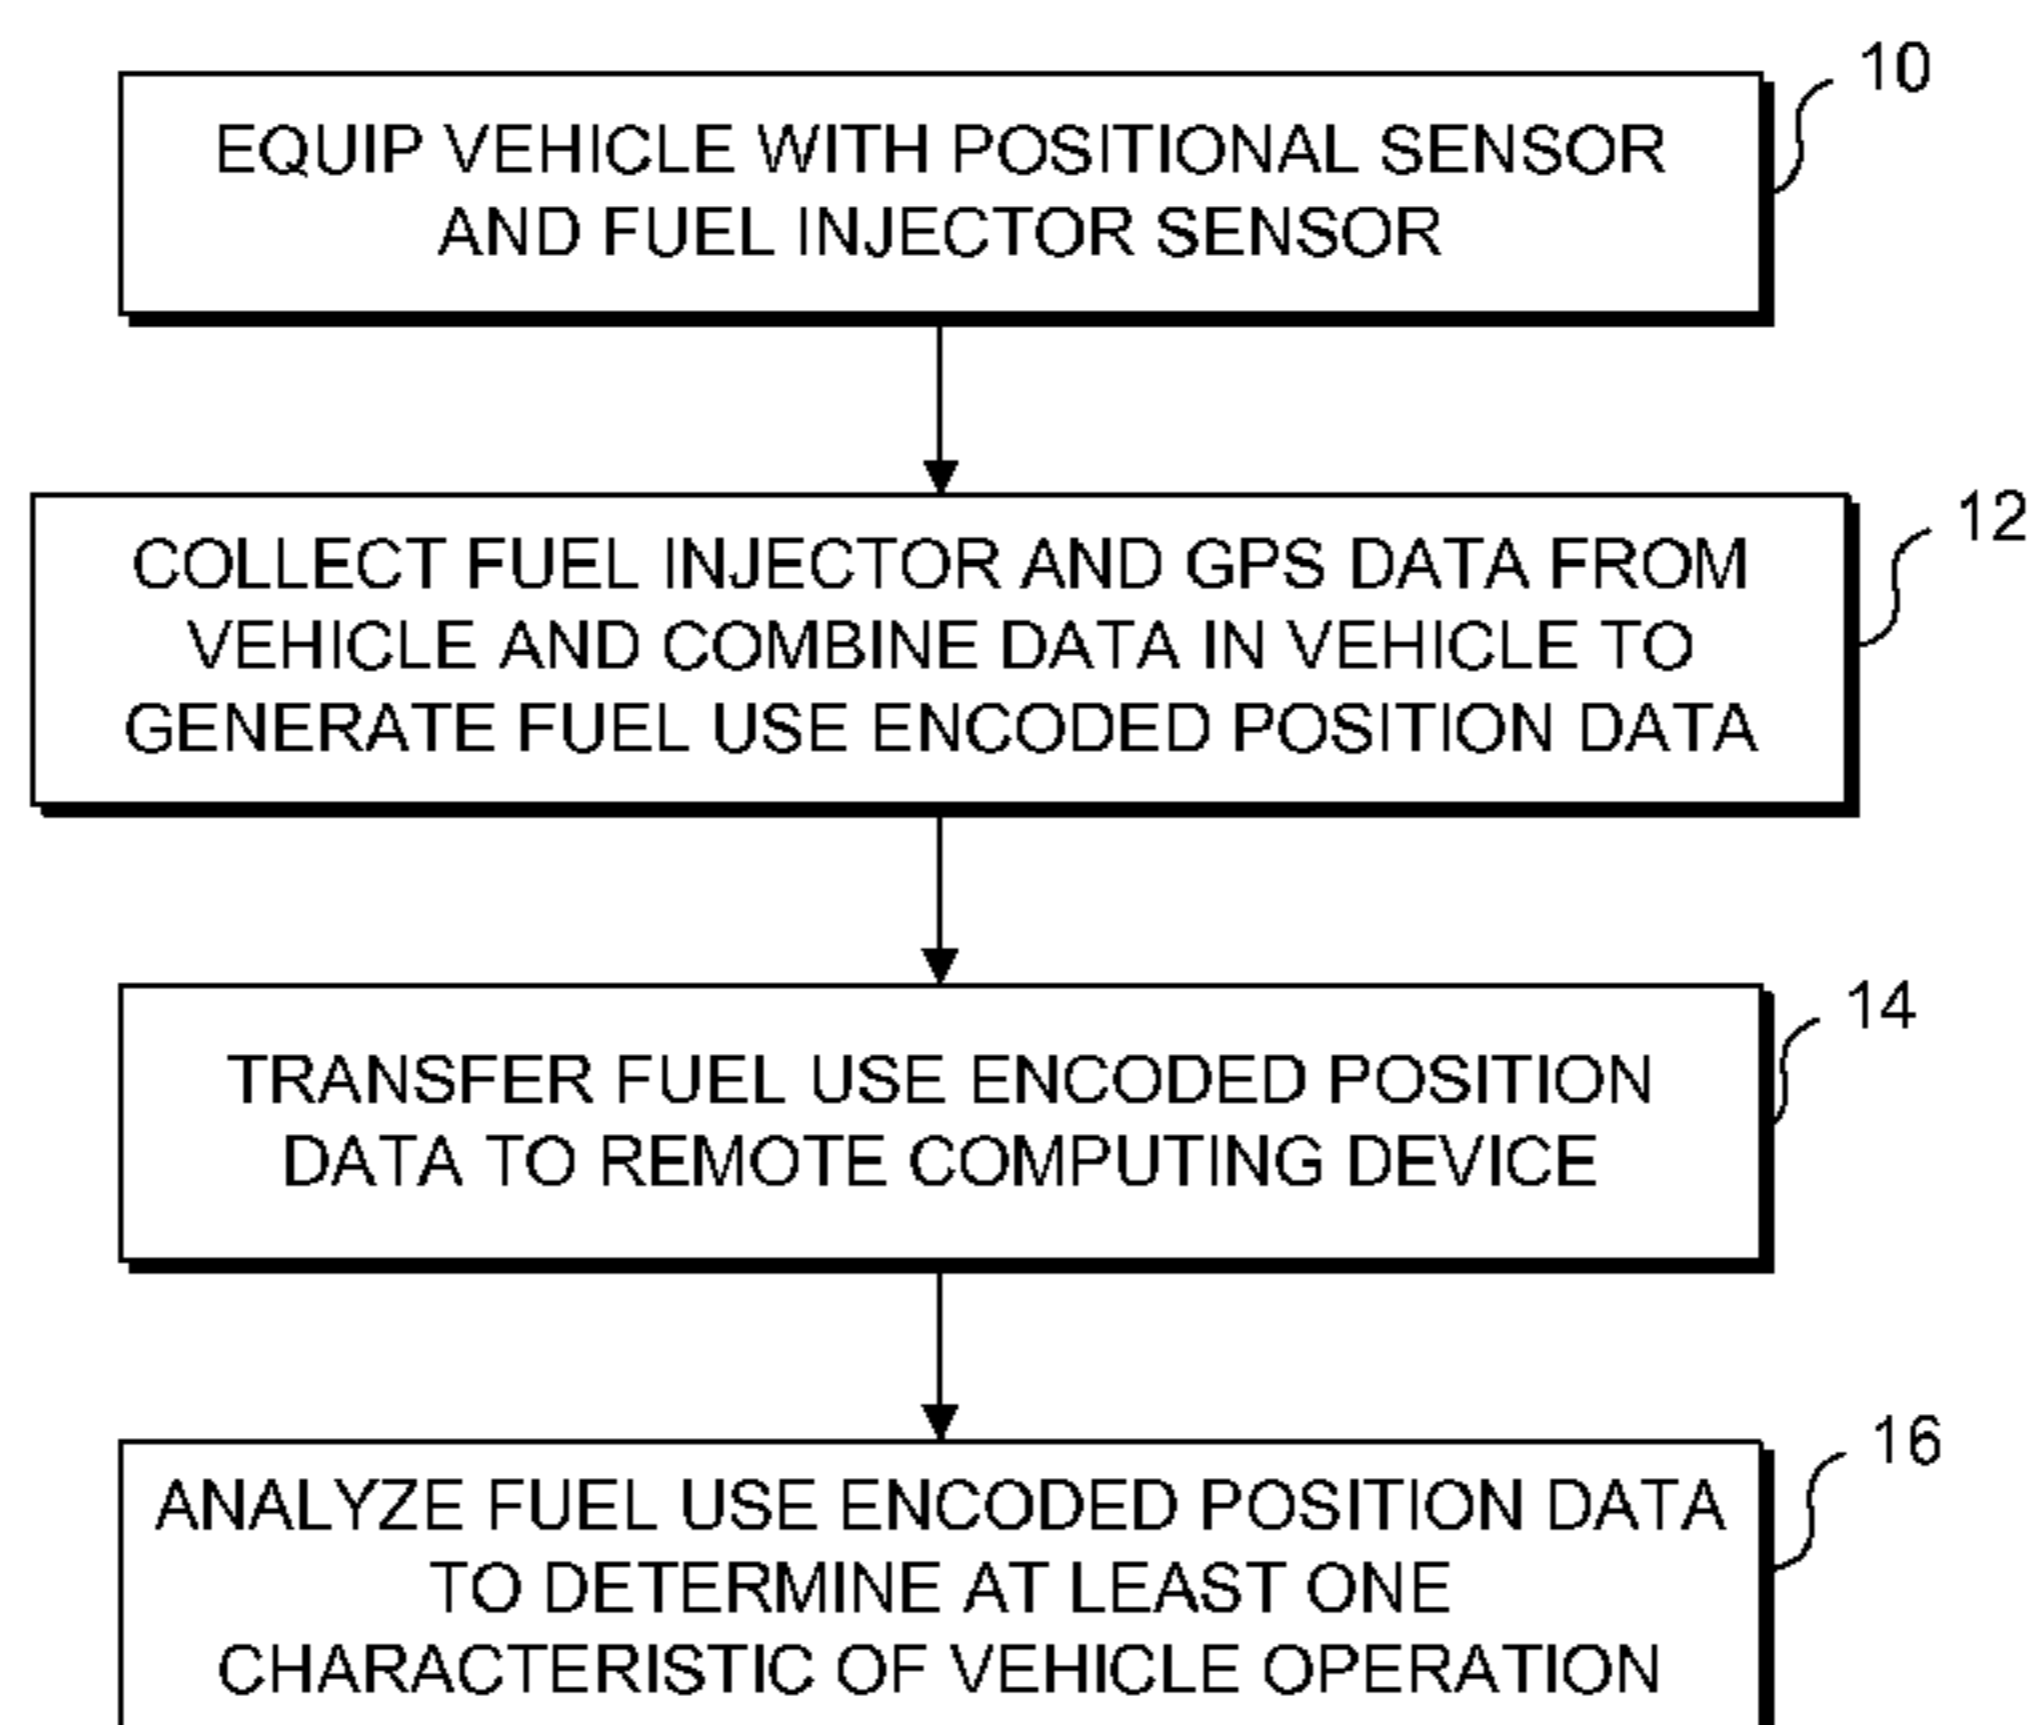 10
EQUIP VEHICLE WITH POSITIONAL SENSOR
AND FUEL INJECTOR SENSOR
12
COLLECT FUEL INJECTOR AND GPS DATA FROM
VEHICLE AND COMBINE DATA IN VEHICLE TO
GENERATE FUEL USE ENCODED POSITION DATA
14
TRANSFER FUEL USE ENCODED POSITION
DATA TO REMOTE COMPUTING DEVICE
16
ANALYZE FUEL USE ENCODED POSITION DATA
TO DETERMINE AT LEAST ONE
CHARACTERISTIC OF VEHICLE OPERATION